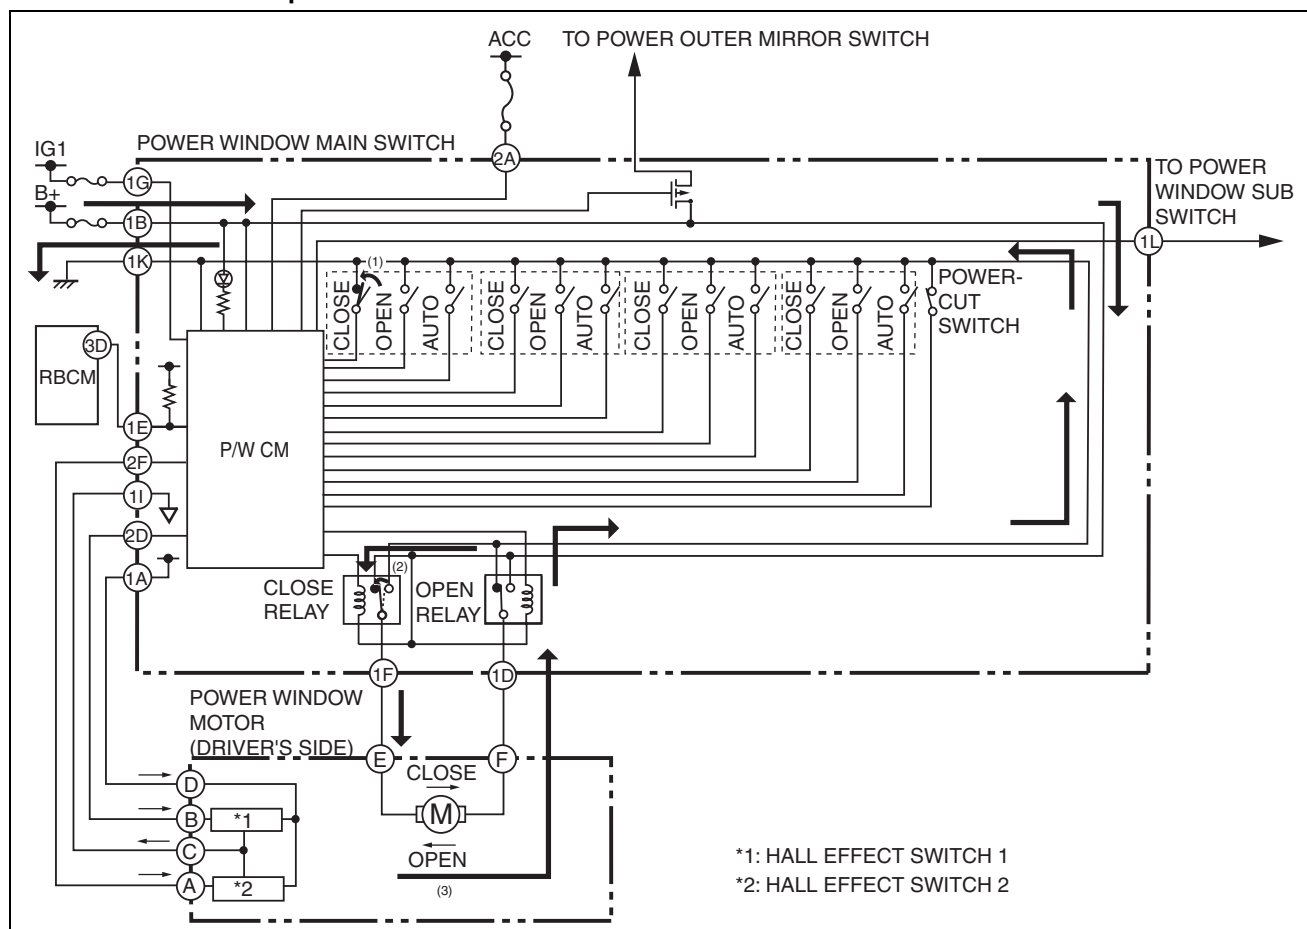 ACC
TO POWER OUTER MIRROR SWITCH
POWER WINDOW MAIN SWITCH
IG1
2A
TO POWER
WINDOW SUB
SWITCH
1G
B+
1B
1L
1K
(1)
CLOSE
OPEN
AUTO
CLOSE
OPEN
AUTO
CLOSE
OPEN
AUTO
CLOSE
OPEN
AUTO
POWER-
CUT
SWITCH
3D
RBCM
1E
P/W CM
2F
1I
2D
1A
(2)
CLOSE
RELAY
OPEN
RELAY
1F
1D
POWER WINDOW
MOTOR
(DRIVER'S SIDE)
E
F
CLOSE
D
B
*1
M
C
OPEN
A
*2
(3)
*1: HALL EFFECT SWITCH 1
*2: HALL EFFECT SWITCH 2